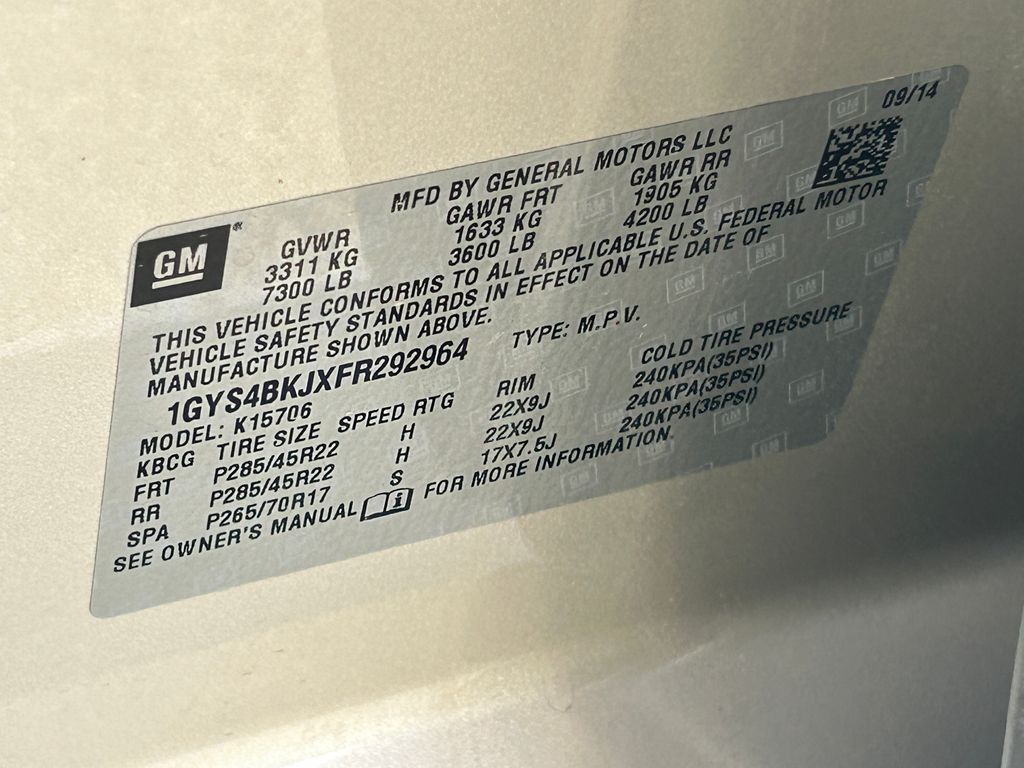 09/14
MFD BY GENERAL MOTORS LLC
GM
GVWR GAWR FRT GAWR RR
3311 KG 1633 KG 1905 KG
7300 LB 3600 LB 4200 LB
THIS VEHICLE CONFORMS TO ALL APPLICABLE U.S. FEDERAL MOTOR
VEHICLE SAFETY STANDARDS IN EFFECT ON THE DATE OF
MANUFACTURE SHOWN ABOVE.
1GYS4BKJXFR292964 TYPE: M.P.V.
MODEL: K15706
KBCG TIRE SIZE SPEED RTG RIM COLD TIRE PRESSURE
FRT P285/45R22 H 22X9J 240KPA(35PSI)
RR P285/45R22 H 22X9J 240KPA(35PSI)
SPA P265/70R17 S 17X7.5J 240KPA(35PSI)
SEE OWNER'S MANUAL FOR MORE INFORMATION.